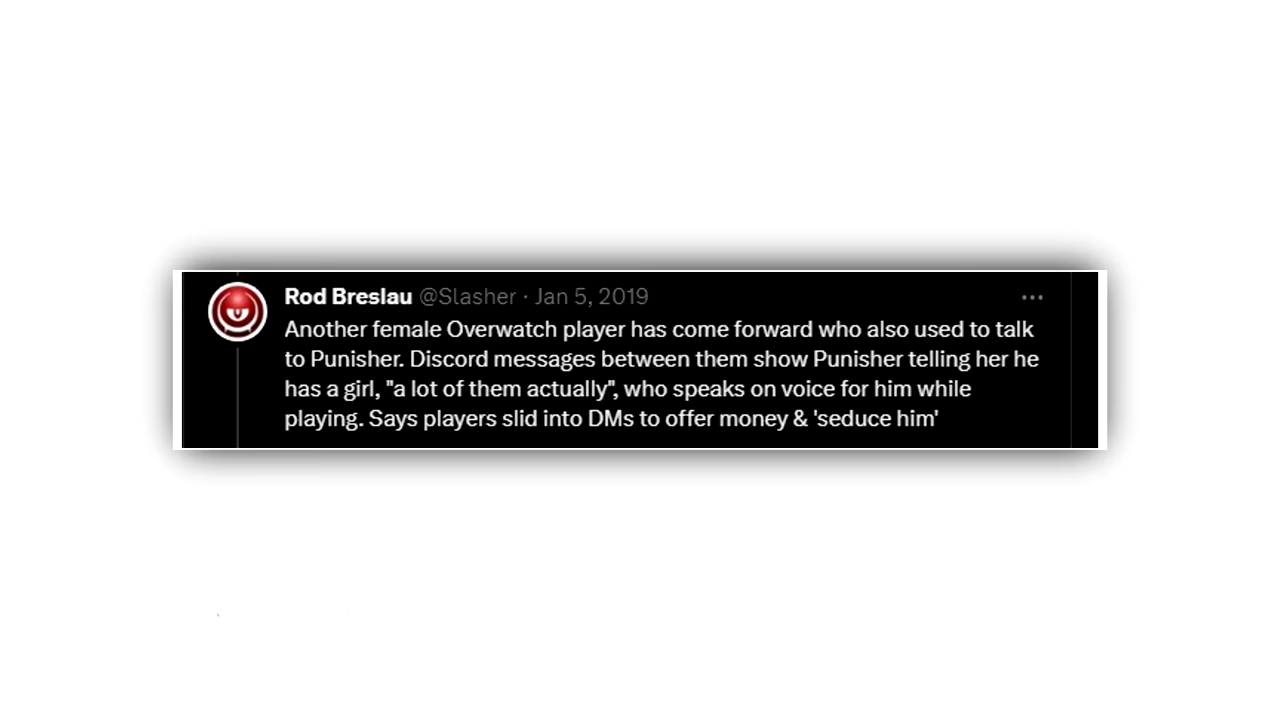 Rod Breslau @Slasher · Jan 5, 2019
Another female Overwatch player has come forward who also used to talk
to Punisher. Discord messages between them show Punisher telling her he
has a girl, "a lot of them actually", who speaks on voice for him while
playing. Says players slid into DMs to offer money & 'seduce him'